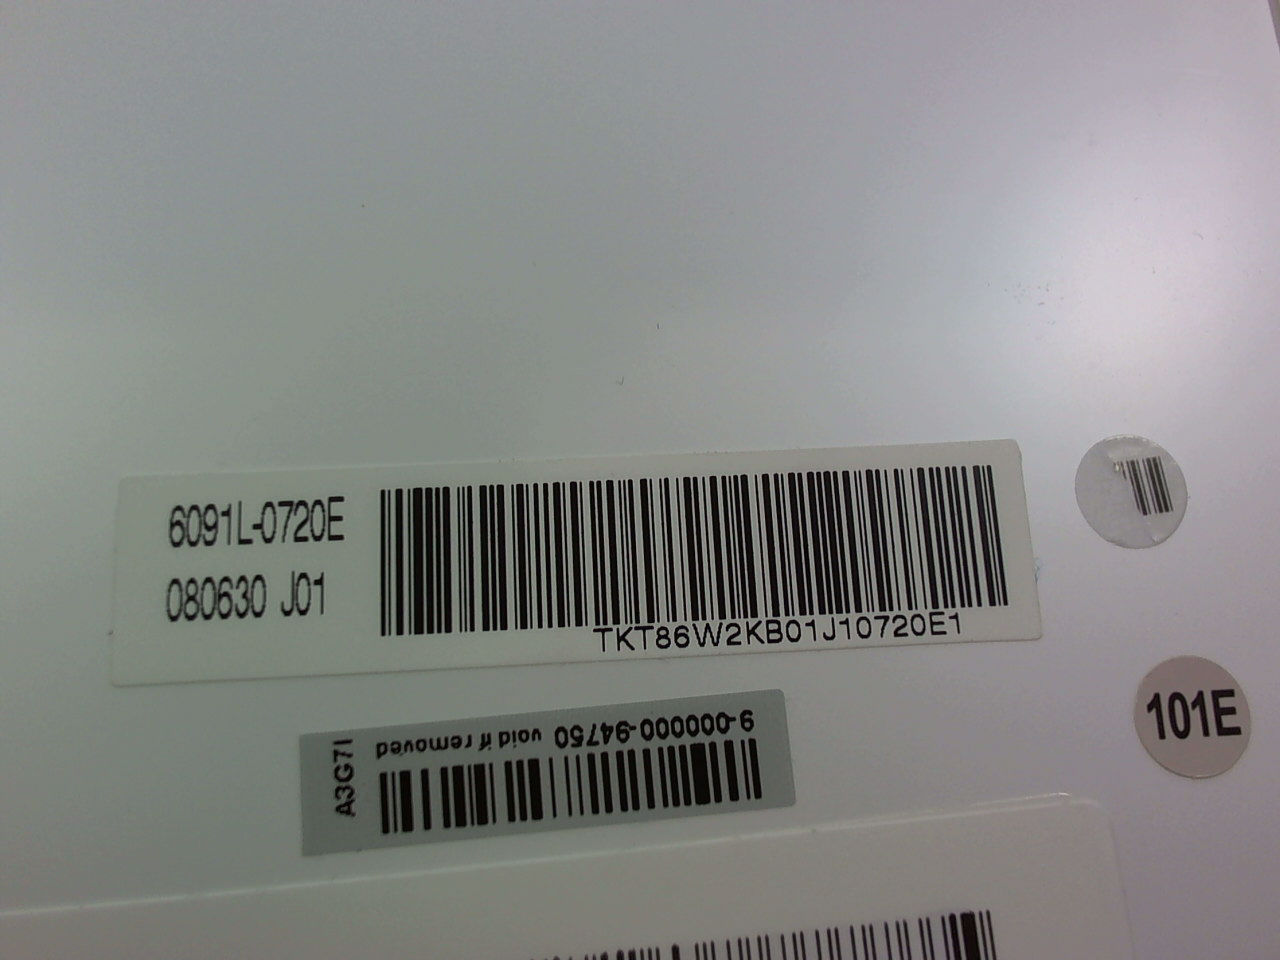 6091L-0720E
080630 J01
TKT86W2KB01J10720E1
A3G7I
9-000000-94750 void if removed
101E